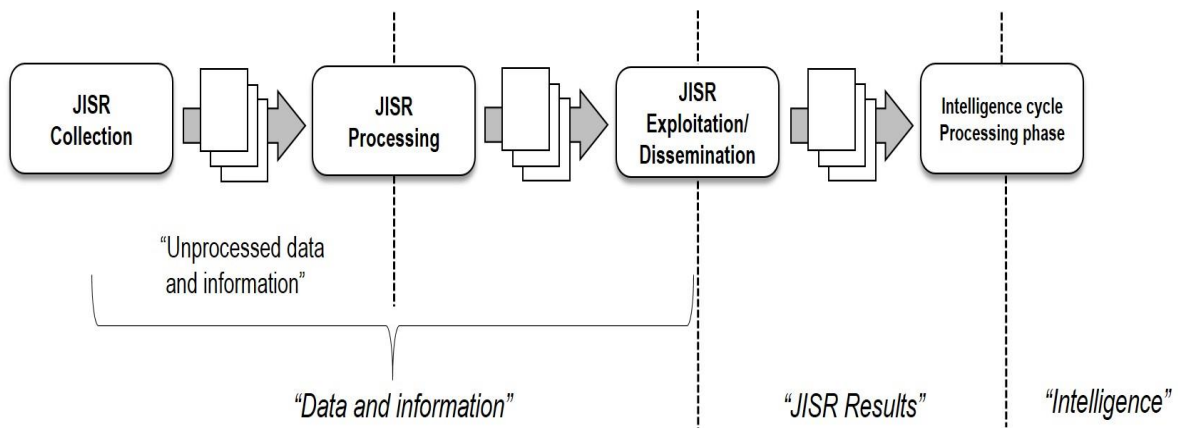 JISR
Collection
JISR
Processing
JISR
Exploitation/
Dissemination
Intelligence cycle
Processing phase
“Unprocessed data
and information”
“Data and information”
“JISR Results”
“Intelligence”